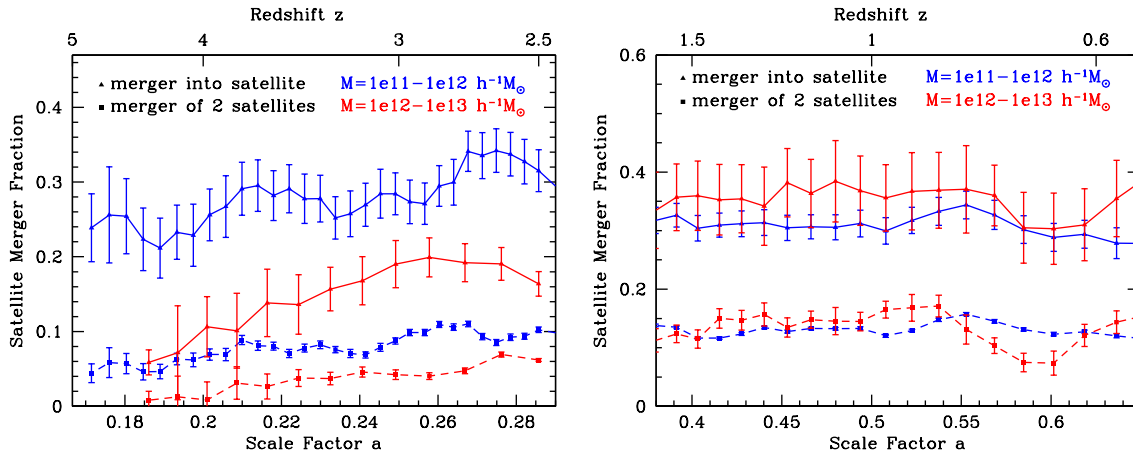 Redshift z
5 4 3 2.5
merger into satellite M=1e11−1e12 h⁻¹M☉
merger of 2 satellites M=1e12−1e13 h⁻¹M☉
Satellite Merger Fraction
0.4
0.3
0.2
0.1
0
0.18 0.2 0.22 0.24 0.26 0.28
Scale Factor a
Redshift z
1.5 1 0.6
merger into satellite M=1e11−1e12 h⁻¹M☉
merger of 2 satellites M=1e12−1e13 h⁻¹M☉
Satellite Merger Fraction
0.6
0.4
0.2
0
0.4 0.45 0.5 0.55 0.6
Scale Factor a